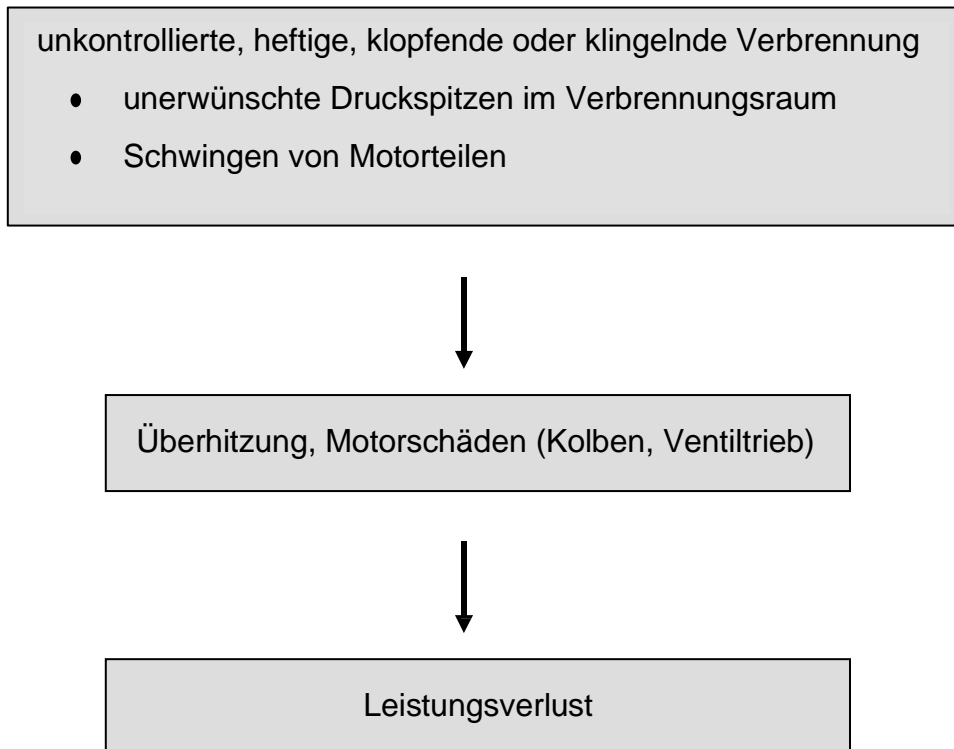 unkontrollierte, heftige, klopfende oder klingelnde Verbrennung
• unerwünschte Druckspitzen im Verbrennungsraum
• Schwingen von Motorteilen
Überhitzung, Motorschäden (Kolben, Ventiltrieb)
Leistungsverlust